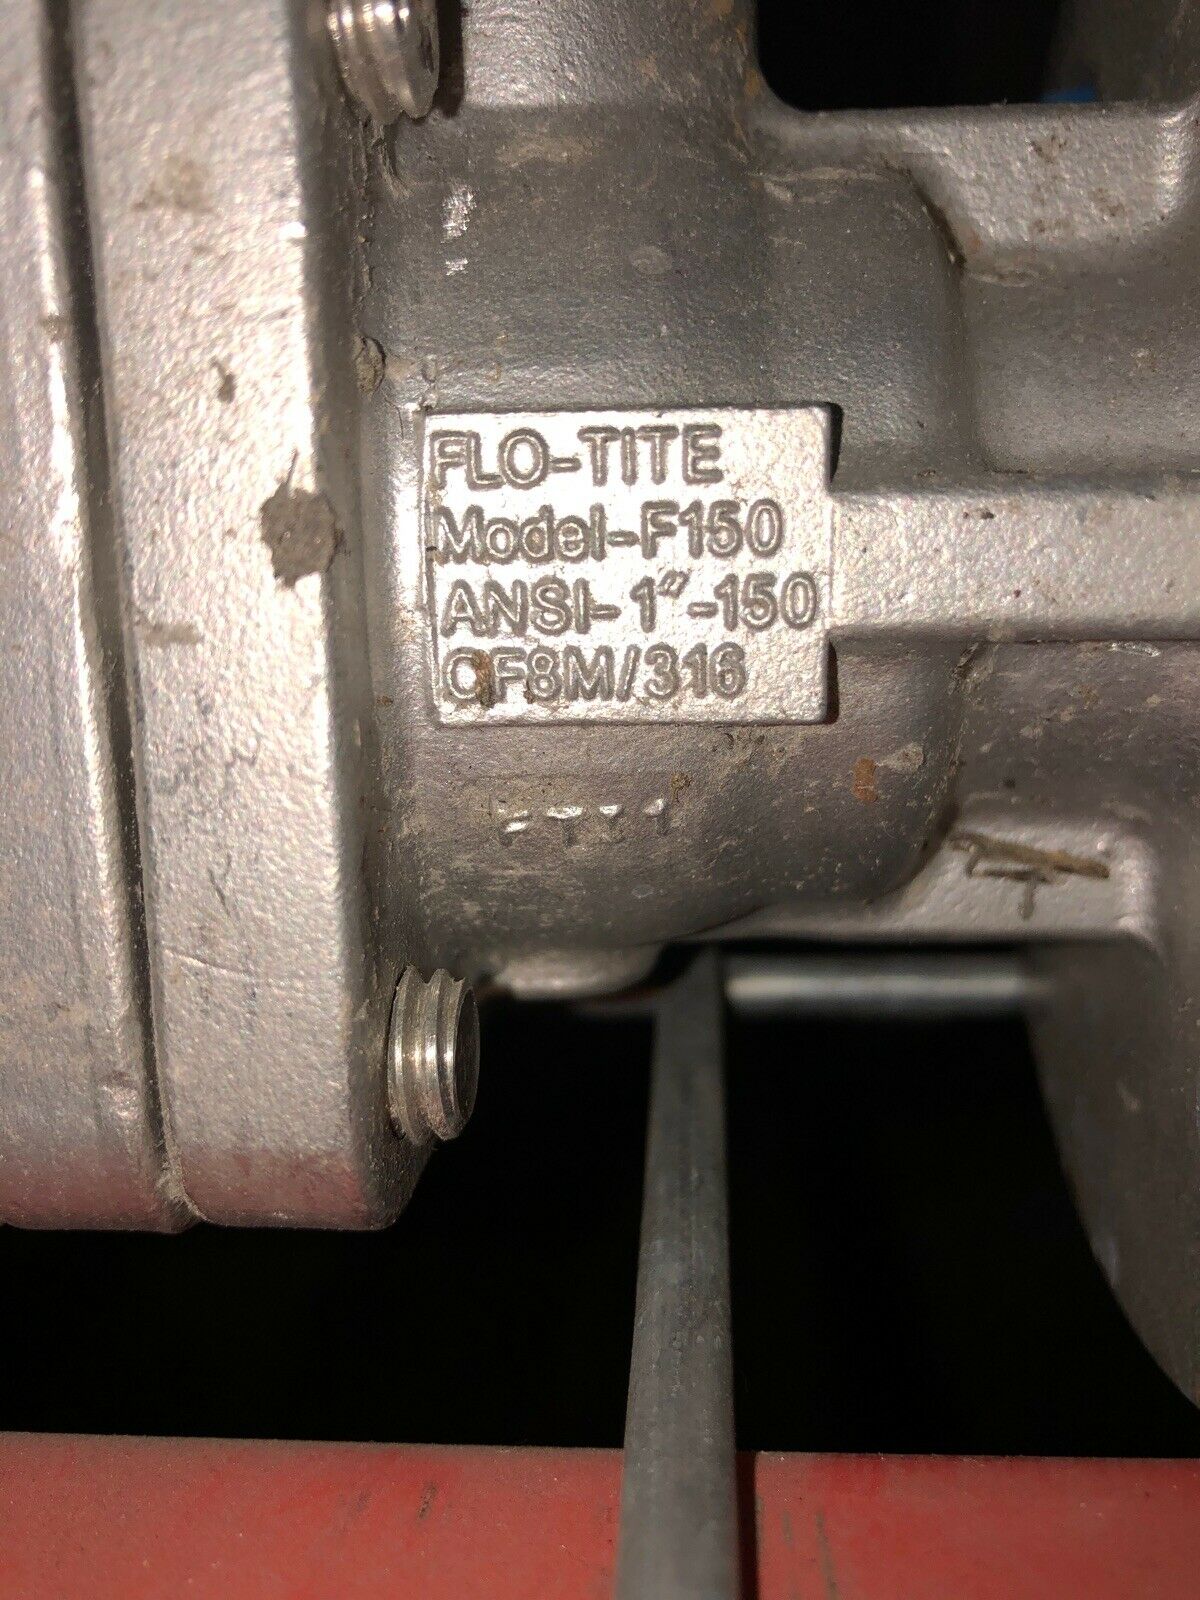 FLO-TITE
Model-F150
ANSI-1"-150
CF8M/316